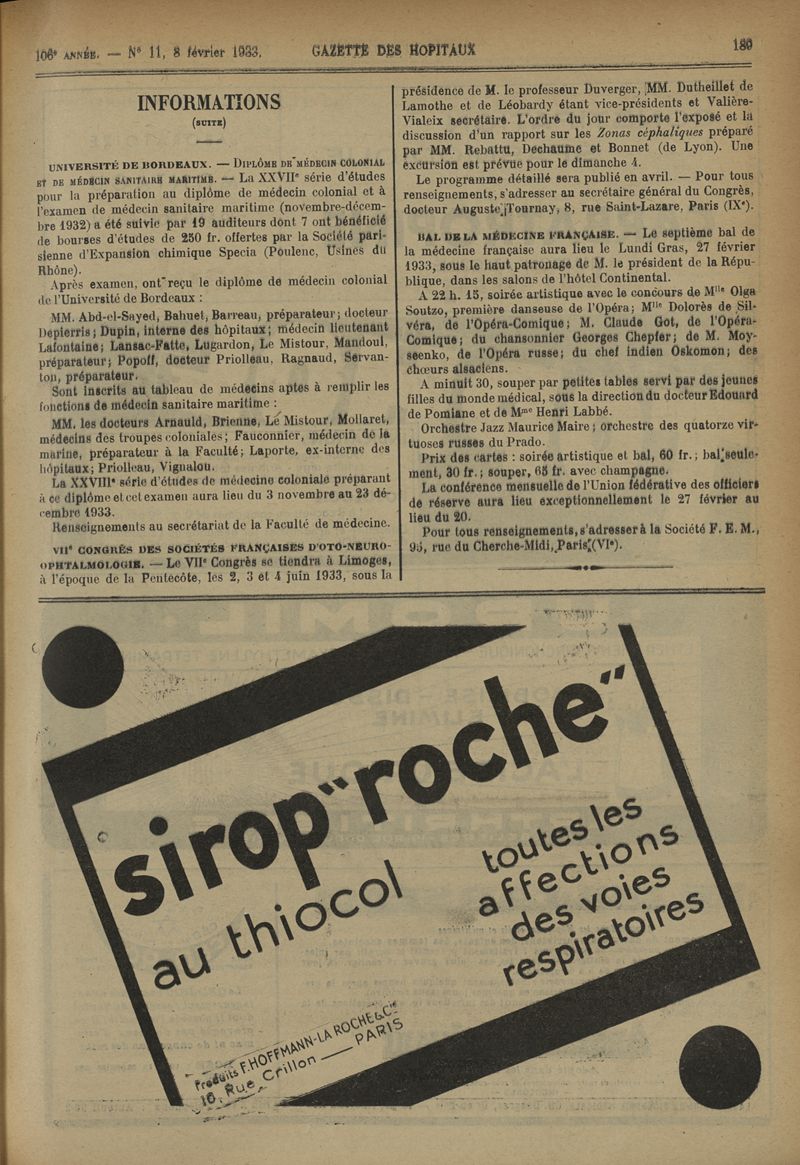 106e ANNÉE. — No 11, 8 février 1933.
GAZETTE DES HOPITAUX
189
INFORMATIONS
(SUITE)
UNIVERSITÉ DE BORDEAUX. — DIPLÔME DE MÉDECIN COLONIAL
ET DE MÉDECIN SANITAIRE MARITIME. — La XXVIIe série d'études
pour la préparation au diplôme de médecin colonial et à
l'examen de médecin sanitaire maritime (novembre-décem-
bre 1932) a été suivie par 19 auditeurs dont 7 ont bénéficié
de bourses d'études de 250 fr. offertes par la Société pari-
sienne d'Expansion chimique Specia (Poulenc, Usines du
Rhône).
Après examen, ont reçu le diplôme de médecin colonial
de l'Université de Bordeaux :
MM. Abd-el-Sayed, Bahuet, Barreau, préparateur; docteur
Depierris; Dupin, interne des hôpitaux; médecin lieutenant
Lafontaine; Lansac-Fatte, Lugardon, Le Mistour, Mandoul,
préparateur; Popoff, docteur Priolleau, Ragnaud, Servan-
ton, préparateur.
Sont inscrits au tableau de médecins aptes à remplir les
fonctions de médecin sanitaire maritime :
MM. les docteurs Arnauld, Brienne, Le Mistour, Mollaret,
médecins des troupes coloniales; Fauconnier, médecin de la
marine, préparateur à la Faculté; Laporte, ex-interne des
hôpitaux; Priolleau, Vignalou.
La XXVIIIe série d'études de médecine coloniale préparant
à ce diplôme et cet examen aura lieu du 3 novembre au 23 dé-
cembre 1933.
Renseignements au secrétariat de la Faculté de médecine.
VIIe CONGRÈS DES SOCIÉTÉS FRANÇAISES D'OTO-NEURO-
OPHTALMOLOGIE. — Le VIIe Congrès se tiendra à Limoges,
à l'époque de la Pentecôte, les 2, 3 et 4 juin 1933, sous la
présidence de M. le professeur Duverger, MM. Dutheillet de
Lamothe et de Léobardy étant vice-présidents et Valière-
Vialeix secrétaire. L'ordre du jour comporte l'exposé et la
discussion d'un rapport sur les Zonas céphaliques préparé
par MM. Rebattu, Dechaume et Bonnet (de Lyon). Une
excursion est prévue pour le dimanche 4.
Le programme détaillé sera publié en avril. — Pour tous
renseignements, s'adresser au secrétaire général du Congrès,
docteur Auguste Tournay, 8, rue Saint-Lazare, Paris (IXe).
BAL DE LA MÉDECINE FRANÇAISE. — Le septième bal de
la médecine française aura lieu le Lundi Gras, 27 février
1933, sous le haut patronage de M. le président de la Répu-
blique, dans les salons de l'hôtel Continental.
A 22 h. 15, soirée artistique avec le concours de Mlle Olga
Soutzo, première danseuse de l'Opéra; Mlle Dolorès de Sil-
véra, de l'Opéra-Comique; M. Claude Got, de l'Opéra-
Comique; du chansonnier Georges Chepfer; de M. Moy-
seenko, de l'Opéra russe; du chef indien Oskomon; des
chœurs alsaciens.
A minuit 30, souper par petites tables servi par des jeunes
filles du monde médical, sous la direction du docteur Edouard
de Pomiane et de Mme Henri Labbé.
Orchestre Jazz Maurice Maire; orchestre des quatorze vir-
tuoses russes du Prado.
Prix des cartes : soirée artistique et bal, 60 fr.; bal seule-
ment, 30 fr.; souper, 65 fr. avec champagne.
La conférence mensuelle de l'Union fédérative des officiers
de réserve aura lieu exceptionnellement le 27 février au
lieu du 20.
Pour tous renseignements, s'adresser à la Société F. E. M.,
95, rue du Cherche-Midi, Paris (VIe).
sirop "roche"
au thiocol
toutes les
affections
des voies
respiratoires
Produits F. HOFFMANN-LA ROCHE & Cie
10, Rue Crillon — PARIS